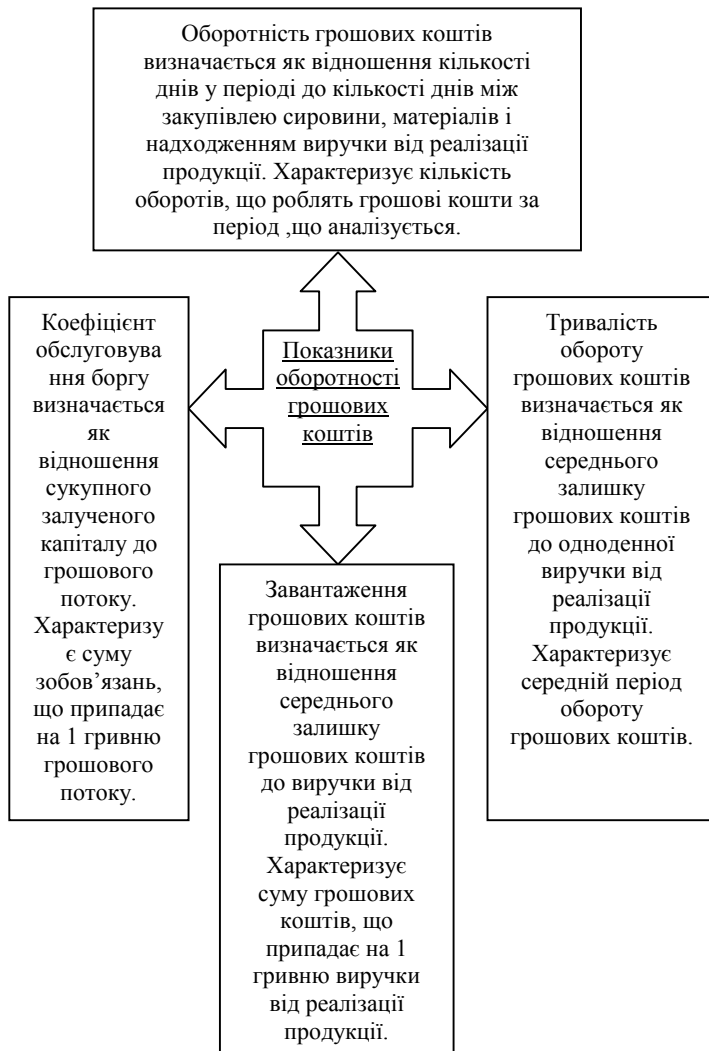 Оборотність грошових коштів
визначається як відношення кількості
днів у періоді до кількості днів між
закупівлею сировини, матеріалів і
надходженням виручки від реалізації
продукції. Характеризує кількість
оборотів, що роблять грошові кошти за
період ,що аналізується.
Коефіцієнт
обслуговува
ння боргу
визначається
як
відношення
сукупного
залученого
капіталу до
грошового
потоку.
Характеризу
є суму
зобов’язань,
що припадає
на 1 гривню
грошового
потоку.
Показники
оборотності
грошових
коштів
Тривалість
обороту
грошових коштів
визначається як
відношення
середнього
залишку
грошових коштів
до одноденної
виручки від
реалізації
продукції.
Характеризує
середній період
обороту
грошових коштів.
Завантаження
грошових коштів
визначається як
відношення
середнього
залишку
грошових коштів
до виручки від
реалізації
продукції.
Характеризує
суму грошових
коштів, що
припадає на 1
гривню виручки
від реалізації
продукції.